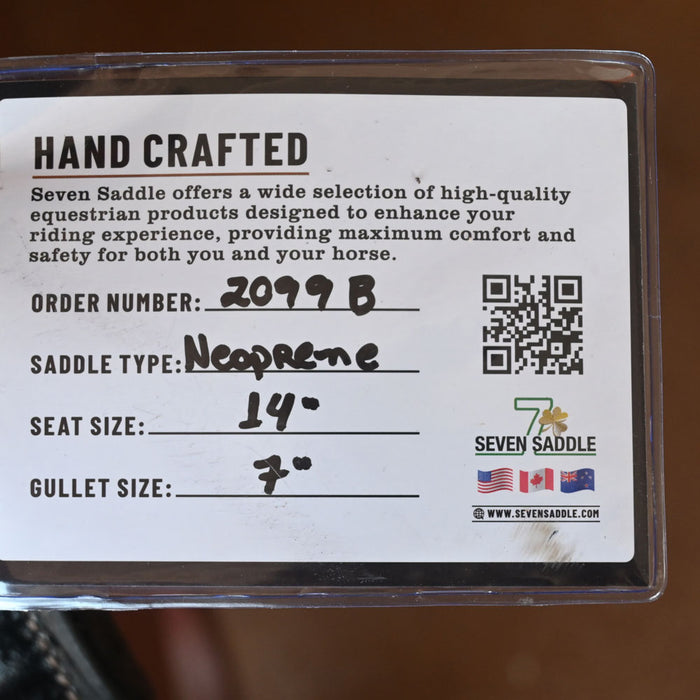 HAND CRAFTED
Seven Saddle offers a wide selection of high-quality
equestrian products designed to enhance your
riding experience, providing maximum comfort and
safety for both you and your horse.
ORDER NUMBER: 2099 B
SADDLE TYPE: Neoprene
SEAT SIZE: 14"
GULLET SIZE: 7"
7
SEVEN SADDLE
WWW.SEVENSADDLE.COM